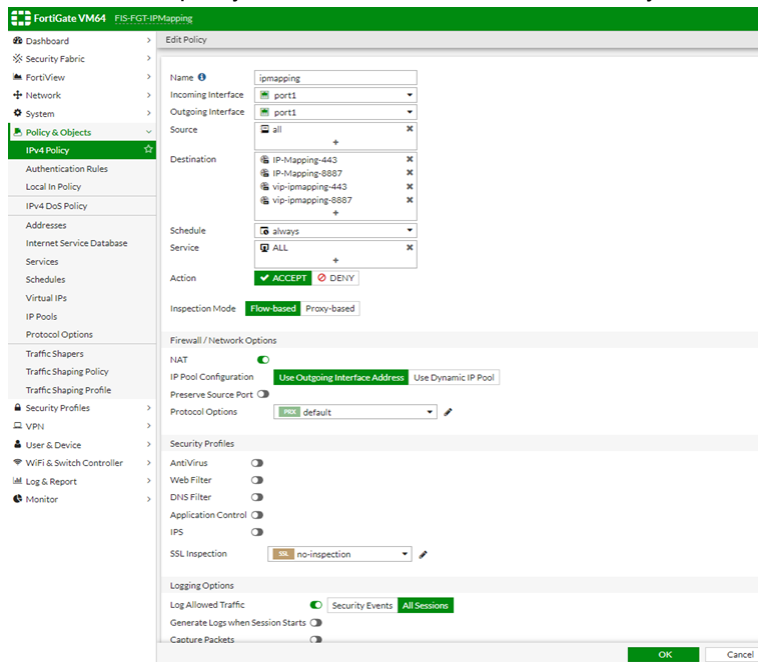 FortiGate VM64 FIS-FGT-IPMapping
Dashboard
Security Fabric
FortiView
Network
System
Policy & Objects
IPv4 Policy
Authentication Rules
Local In Policy
IPv4 DoS Policy
Addresses
Internet Service Database
Services
Schedules
Virtual IPs
IP Pools
Protocol Options
Traffic Shapers
Traffic Shaping Policy
Traffic Shaping Profile
Security Profiles
VPN
User & Device
WiFi & Switch Controller
Log & Report
Monitor
Edit Policy
Name ipmapping
Incoming Interface port1
Outgoing Interface port1
Source all
+
Destination IP-Mapping-443
IP-Mapping-8887
vip-ipmapping-443
vip-ipmapping-8887
+
Schedule always
Service ALL
+
Action ACCEPT DENY
Inspection Mode Flow-based Proxy-based
Firewall / Network Options
NAT
IP Pool Configuration Use Outgoing Interface Address Use Dynamic IP Pool
Preserve Source Port
Protocol Options default
Security Profiles
AntiVirus
Web Filter
DNS Filter
Application Control
IPS
SSL Inspection SSL no-inspection
Logging Options
Log Allowed Traffic Security Events All Sessions
Generate Logs when Session Starts
Capture Packets
OK Cancel